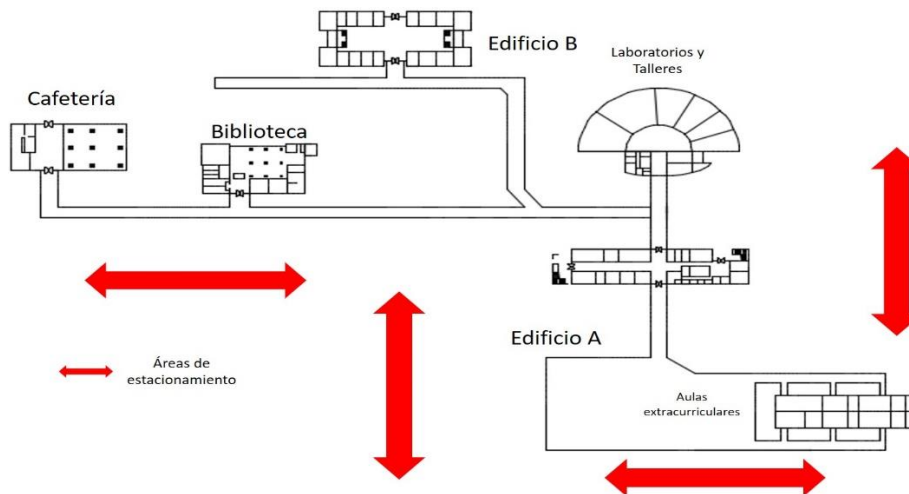 Edificio B
Laboratorios y
Talleres
Cafetería
Biblioteca
Edificio A
Áreas de
estacionamiento
Aulas
extracurriculares